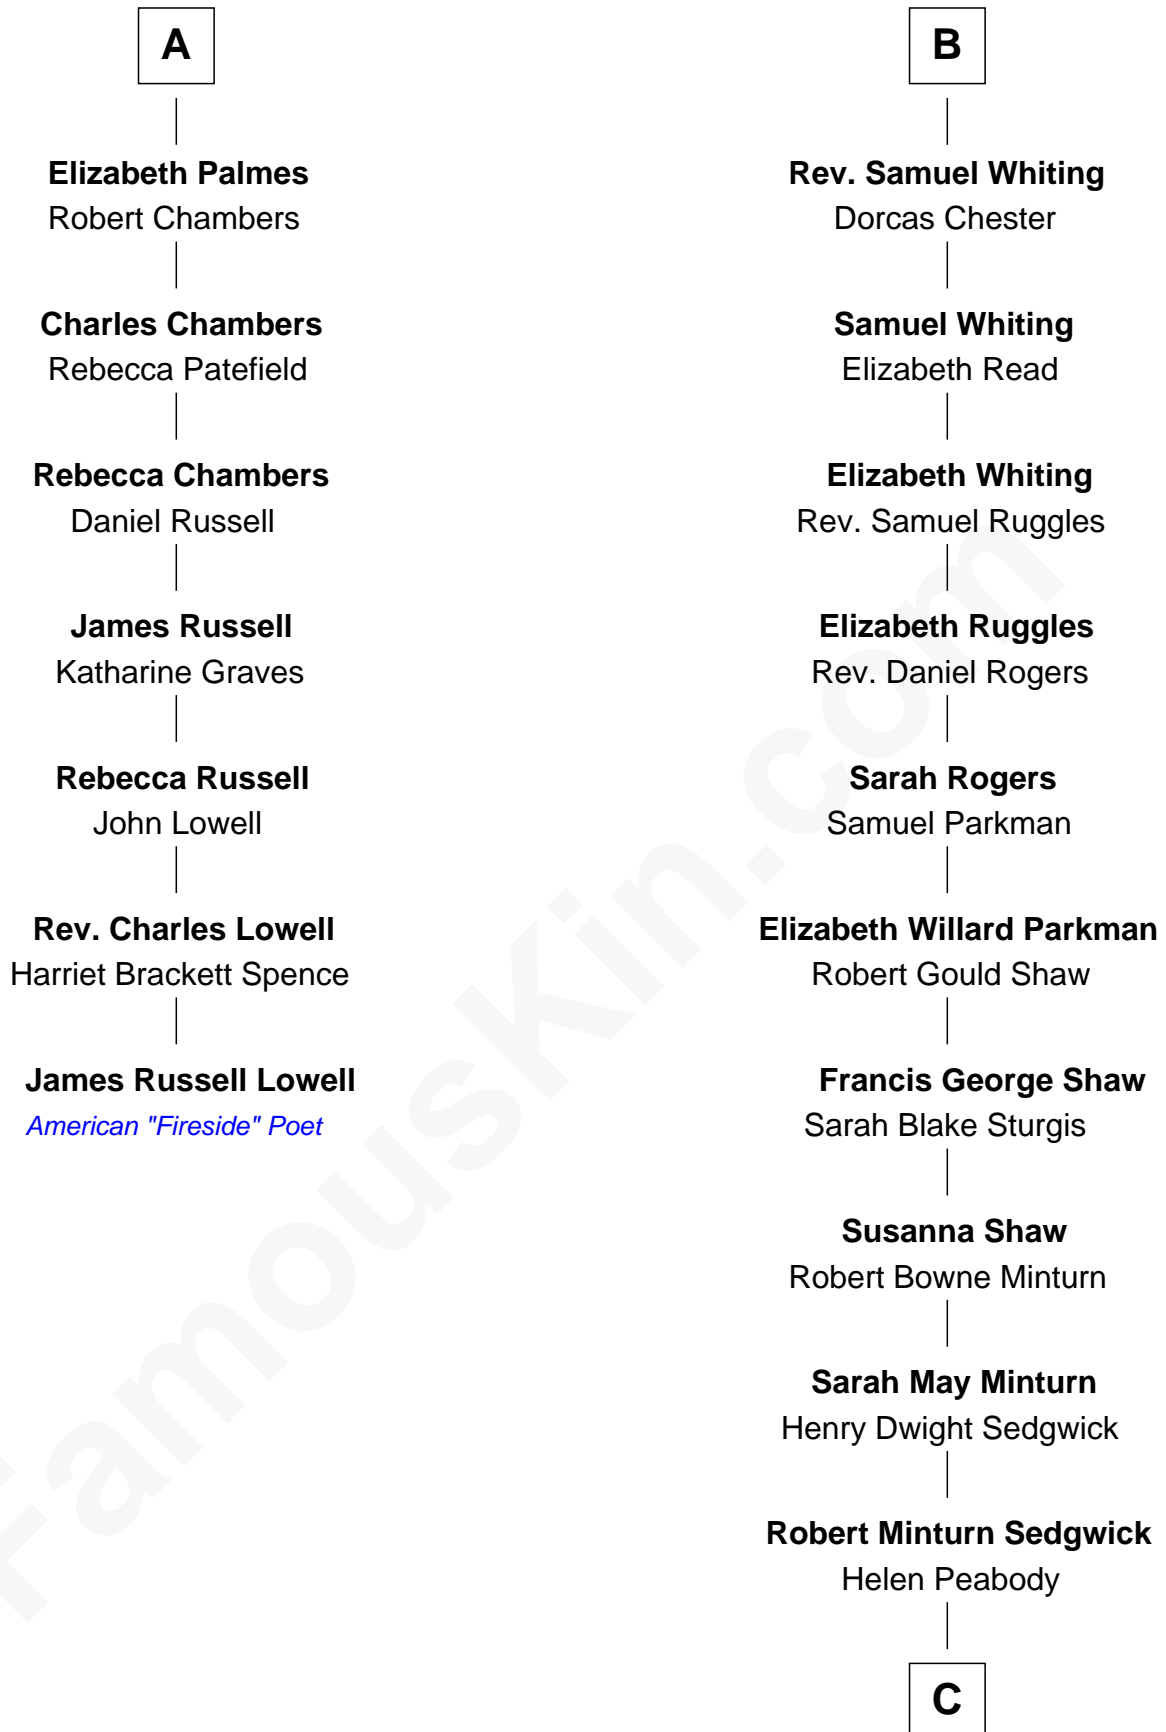 A
Elizabeth Palmes
Robert Chambers
Charles Chambers
Rebecca Patefield
Rebecca Chambers
Daniel Russell
James Russell
Katharine Graves
Rebecca Russell
John Lowell
Rev. Charles Lowell
Harriet Brackett Spence
James Russell Lowell
American "Fireside" Poet
B
Rev. Samuel Whiting
Dorcas Chester
Samuel Whiting
Elizabeth Read
Elizabeth Whiting
Rev. Samuel Ruggles
Elizabeth Ruggles
Rev. Daniel Rogers
Sarah Rogers
Samuel Parkman
Elizabeth Willard Parkman
Robert Gould Shaw
Francis George Shaw
Sarah Blake Sturgis
Susanna Shaw
Robert Bowne Minturn
Sarah May Minturn
Henry Dwight Sedgwick
Robert Minturn Sedgwick
Helen Peabody
C
FamousKin.com